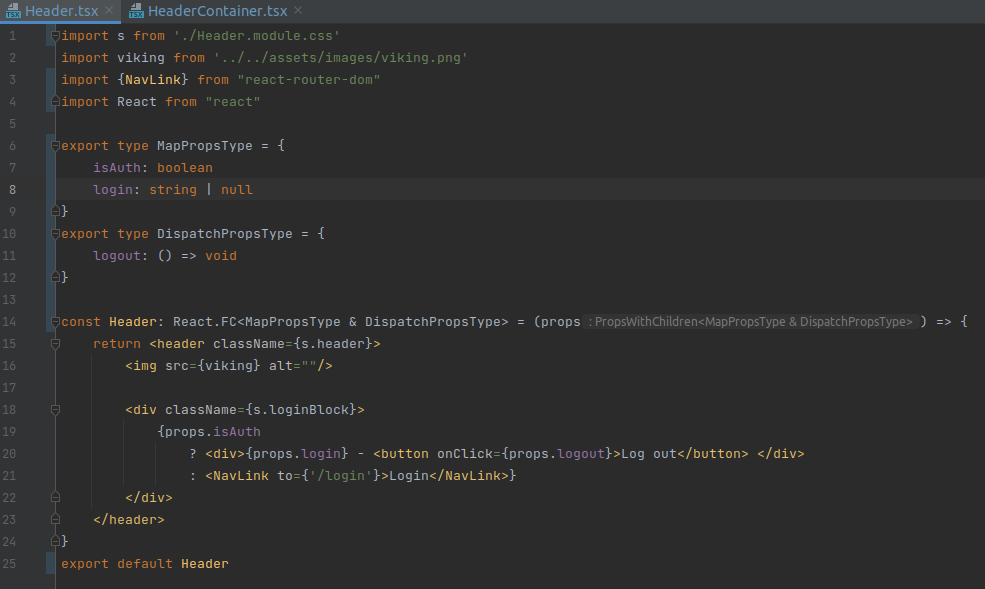 Header.tsx × HeaderContainer.tsx ×
1 import s from './Header.module.css'
2 import viking from '../../assets/images/viking.png'
3 import {NavLink} from "react-router-dom"
4 import React from "react"
5
6 export type MapPropsType = {
7     isAuth: boolean
8     login: string | null
9 }
10 export type DispatchPropsType = {
11     logout: () => void
12 }
13
14 const Header: React.FC<MapPropsType & DispatchPropsType> = (props : PropsWithChildren<MapPropsType & DispatchPropsType> ) => {
15     return <header className={s.header}>
16         <img src={viking} alt=""/>
17
18         <div className={s.loginBlock}>
19             {props.isAuth
20                 ? <div>{props.login} - <button onClick={props.logout}>Log out</button> </div>
21                 : <NavLink to={'/login'}>Login</NavLink>}
22         </div>
23     </header>
24 }
25 export default Header